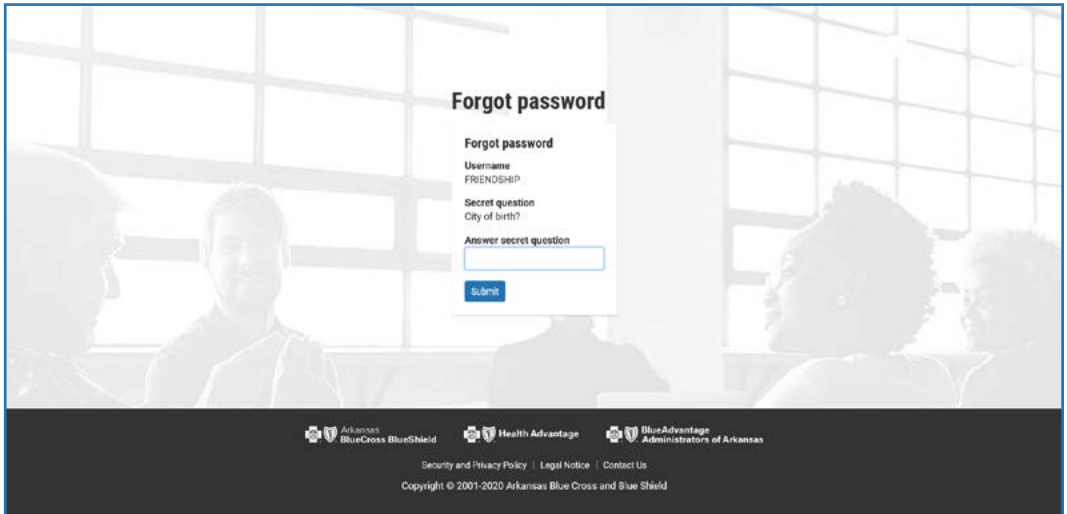 Forgot password
Forgot password
Username
FRIENDSHIP
Secret question
City of birth?
Answer secret question
Submit
Arkansas
BlueCross BlueShield
Health Advantage
BlueAdvantage
Administrators of Arkansas
Security and Privacy Policy | Legal Notice | Contact Us
Copyright © 2001-2020 Arkansas Blue Cross and Blue Shield